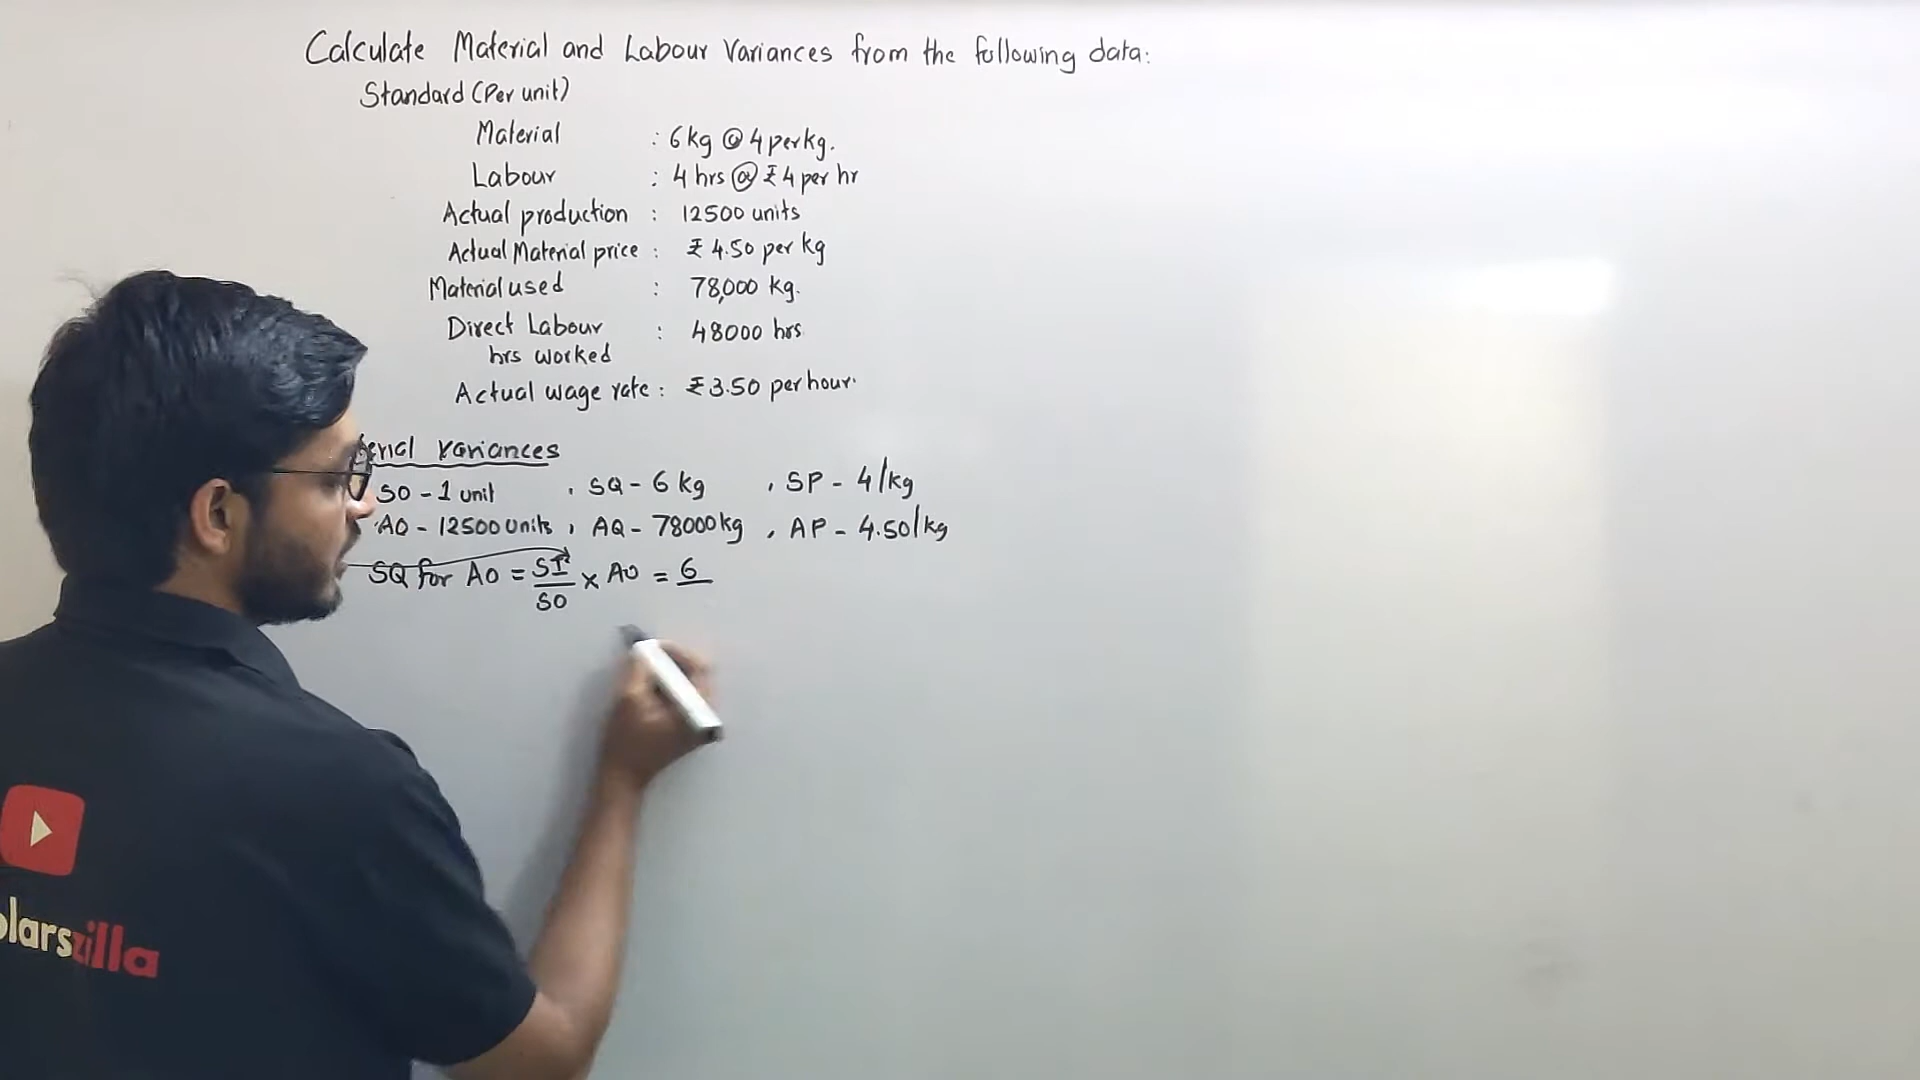 Calculate Material and Labour Variances from the following data:
Standard (Per unit)
Material : 6 kg @ 4 per kg.
Labour : 4 hrs @ ₹ 4 per hr
Actual production : 12500 units
Actual Material price : ₹ 4.50 per kg
Material used : 78,000 kg.
Direct Labour : 48000 hrs
hrs worked
Actual wage rate : ₹ 3.50 per hour.
erial Variances
SO - 1 unit , SQ - 6 kg , SP - 4/kg
AO - 12500 units , AQ - 78000 kg , AP - 4.50/kg
SQ for AO = SI/SO × AO = 6
olarszilla